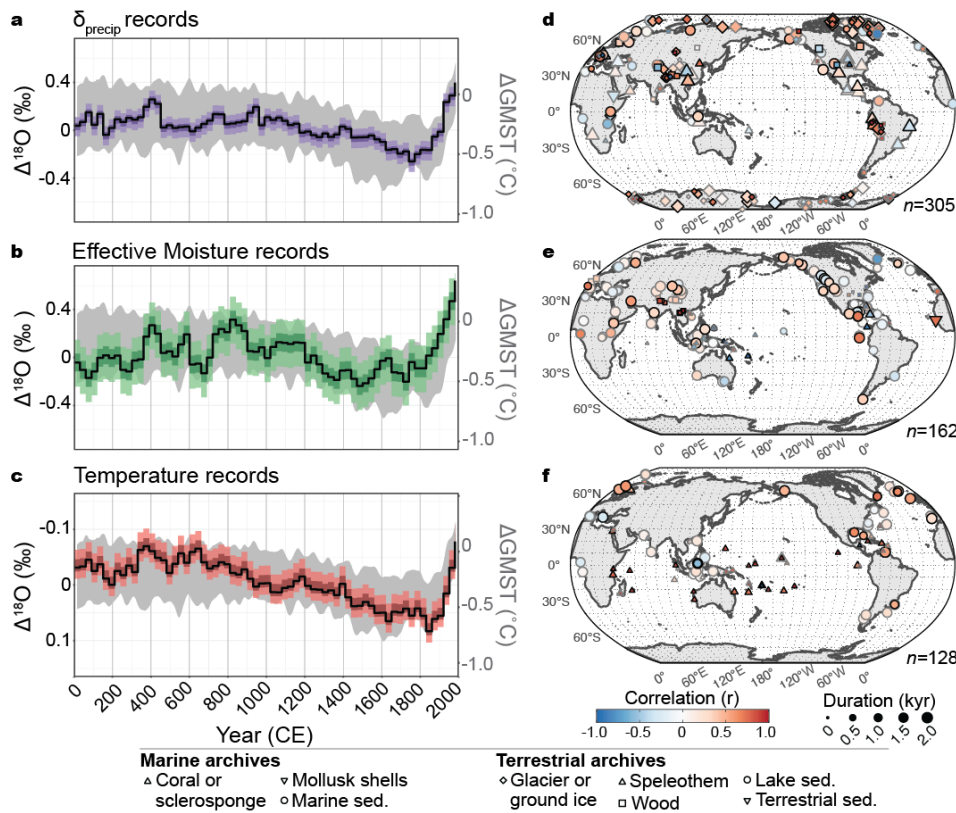 a
δprecip records
0.4
0
-0.4
Δ18O (‰)
0
-0.5
-1.0
ΔGMST (°C)
b
Effective Moisture records
0.4
0
-0.4
Δ18O (‰)
0
-0.5
-1.0
ΔGMST (°C)
c
Temperature records
-0.1
0
0.1
Δ18O (‰)
0
-0.5
-1.0
ΔGMST (°C)
0 200 400 600 800 1000 1200 1400 1600 1800 2000
Year (CE)
d
60°N
30°N
0°
30°S
60°S
0° 60°E 120°E 180° 120°W 60°W 0°
n=305
e
60°N
30°N
0°
30°S
60°S
0° 60°E 120°E 180° 120°W 60°W 0°
n=162
f
60°N
30°N
0°
30°S
60°S
0° 60°E 120°E 180° 120°W 60°W 0°
n=128
Correlation (r)
-1.0 -0.5 0 0.5 1.0
Duration (kyr)
0 0.5 1.0 1.5 2.0
Marine archives
Coral or
sclerosponge
Mollusk shells
Marine sed.
Terrestrial archives
Glacier or
ground ice
Speleothem
Wood
Lake sed.
Terrestrial sed.